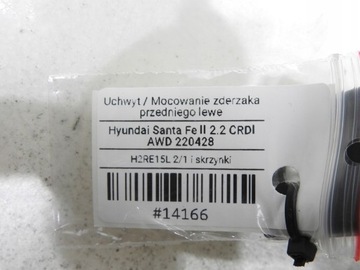 Uchwyt / Mocowanie zderzaka
przedniego lewe
Hyundai Santa Fe II 2.2 CRDI
AWD 220428
H2RE15L 2/1 i skrzynki
#14166